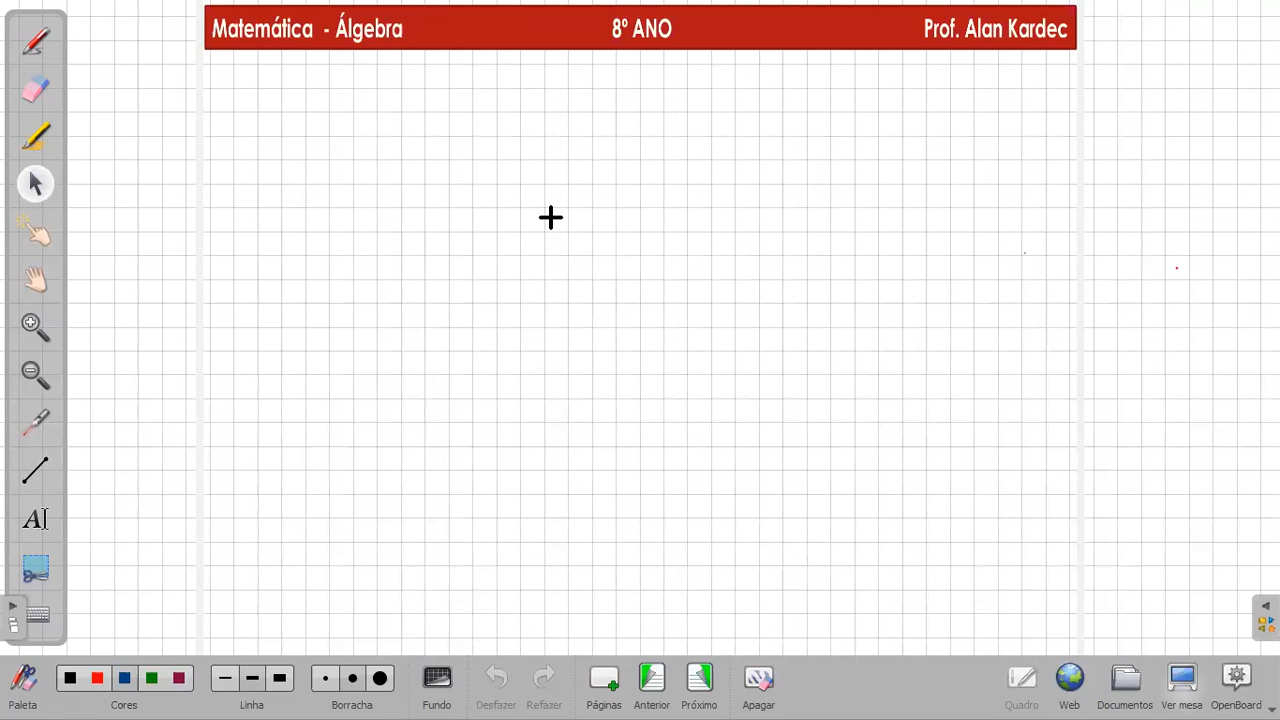 Matemática - Álgebra 8º ANO Prof. Alan Kardec
A
Paleta Cores Linha Borracha Fundo Desfazer Refazer Páginas Anterior Próximo Apagar Quadro Web Documentos Ver mesa OpenBoard